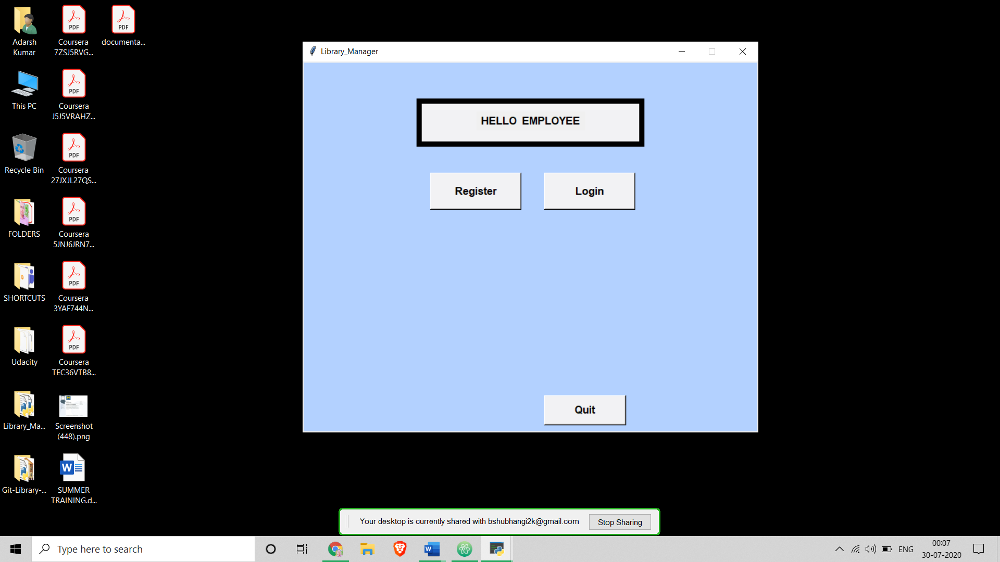 Adarsh
Kumar
PDF
Coursera
7ZSJ5RVG...
PDF
documenta...
This PC
PDF
Coursera
J5J5VRAHZ...
Recycle Bin
PDF
Coursera
27JXJL27QS...
FOLDERS
PDF
Coursera
5JNJ6JRN7...
SHORTCUTS
PDF
Coursera
3YAF744N...
Udacity
PDF
Coursera
TEC36VTB8...
Library_Ma...
Screenshot
(448).png
Git-Library-...
W
SUMMER
TRAINING.d...
Library_Manager
HELLO EMPLOYEE
Register
Login
Quit
Your desktop is currently shared with bshubhangi2k@gmail.com
Stop Sharing
Type here to search
W
ENG
00:07
30-07-2020